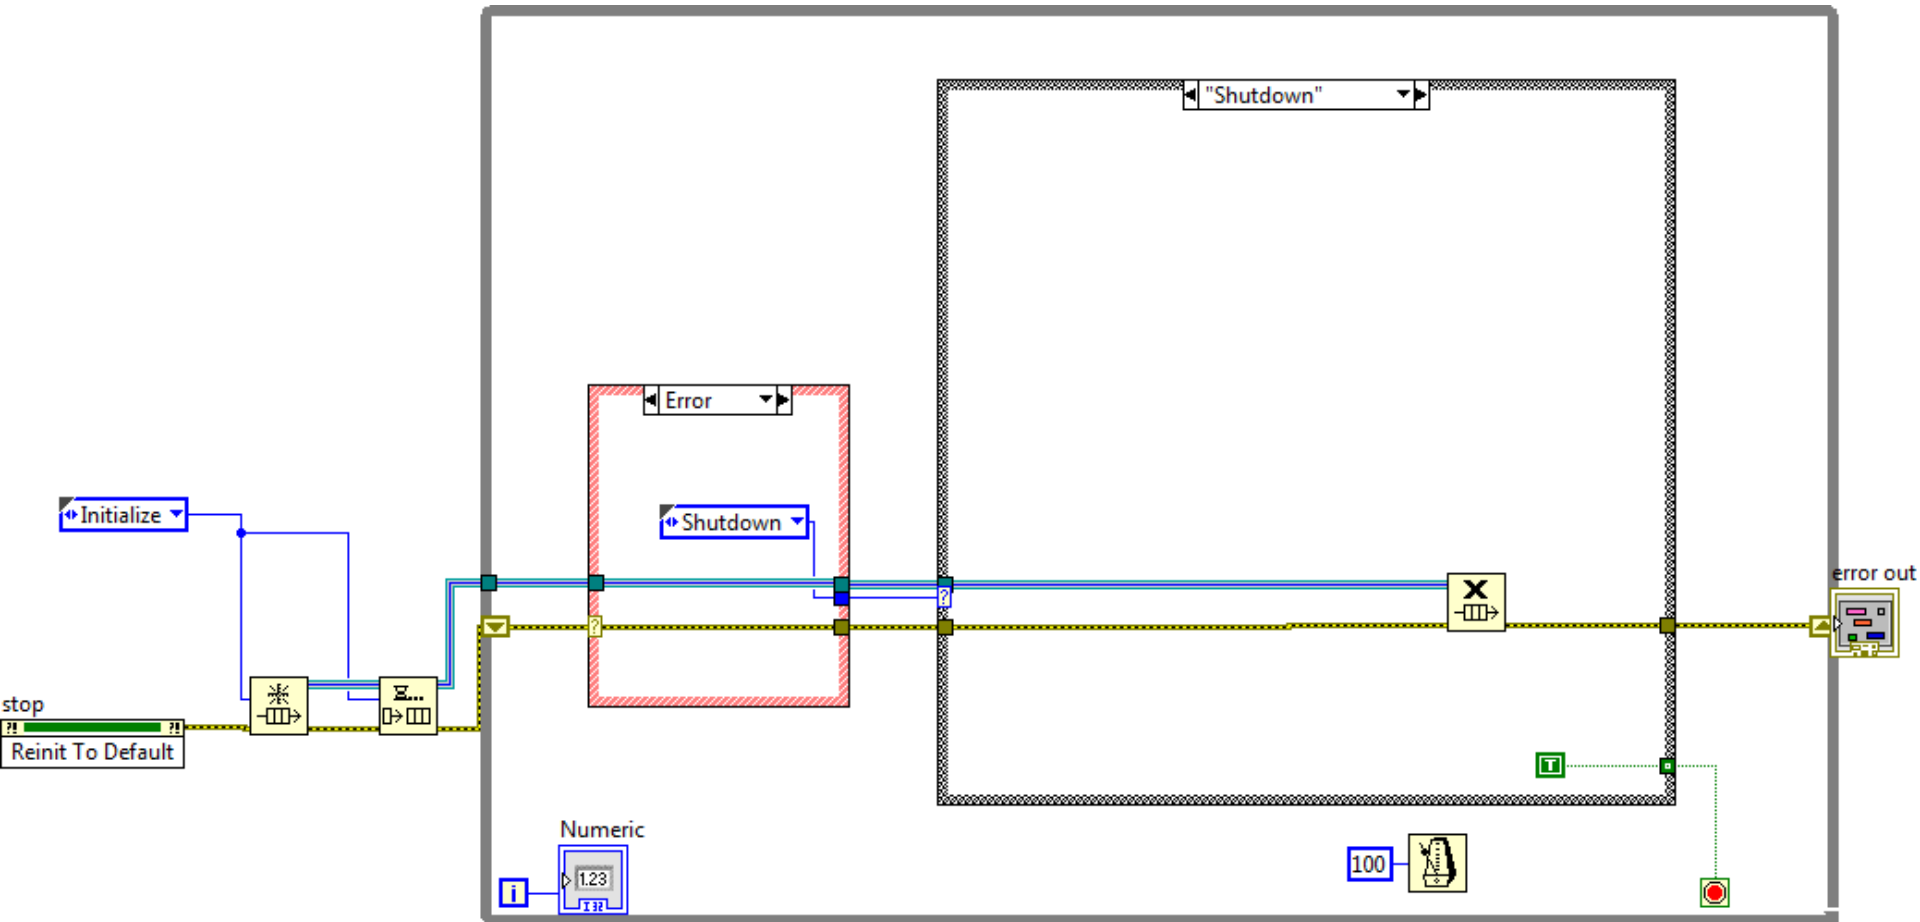 "Shutdown"
Error
Initialize
Shutdown
?
?
error out
stop
?! ?!
Reinit To Default
T
Numeric
100
1.23
i
I32